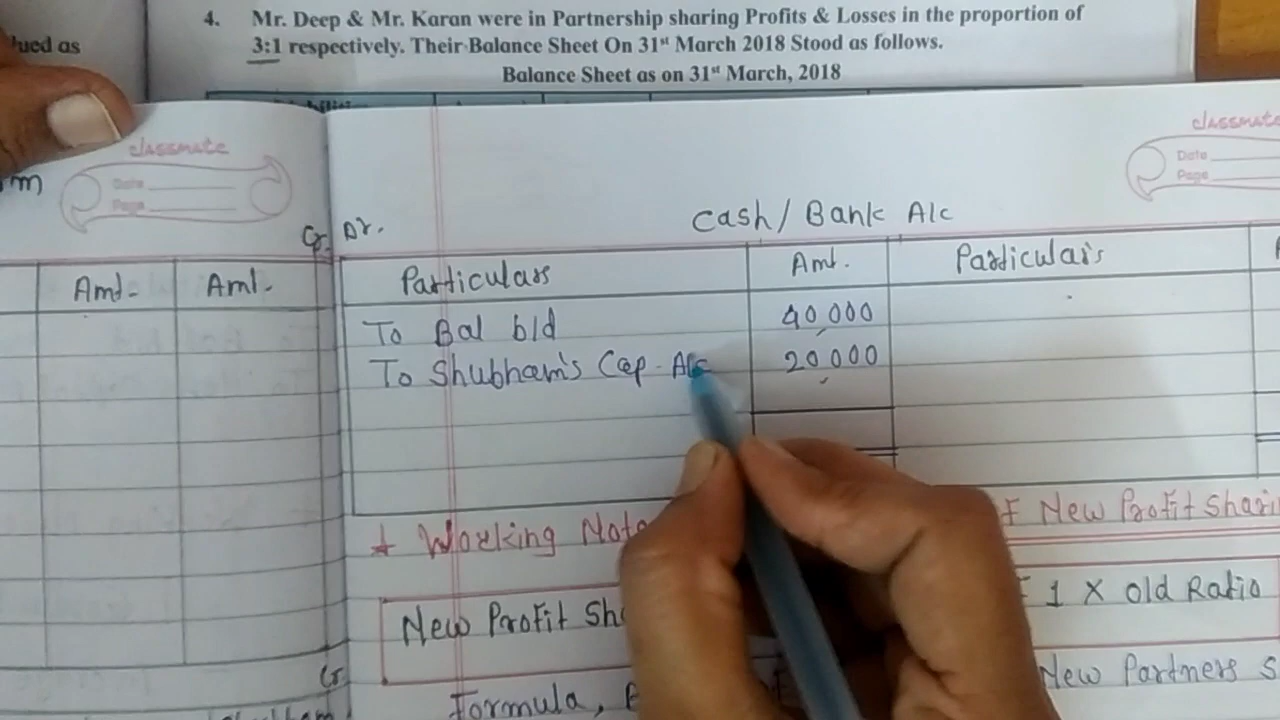 4. Mr. Deep & Mr. Karan were in Partnership sharing Profits & Losses in the proportion of
lued as
3:1 respectively. Their Balance Sheet On 31st March 2018 Stood as follows.
Balance Sheet as on 31st March, 2018
classmate
Date
Page
classmate
Date
Page
Cr.
Dr.
Cash/Bank A/c
Amt.
Amt.
Particulars
Amt.
Particulars
To Bal b/d
40,000
To Shubham's Cap. A/c
20,000
Working Not
New Profit Shari
New Profit Sh
1 X Old Ratio
Cr.
Formula,
New Partners s